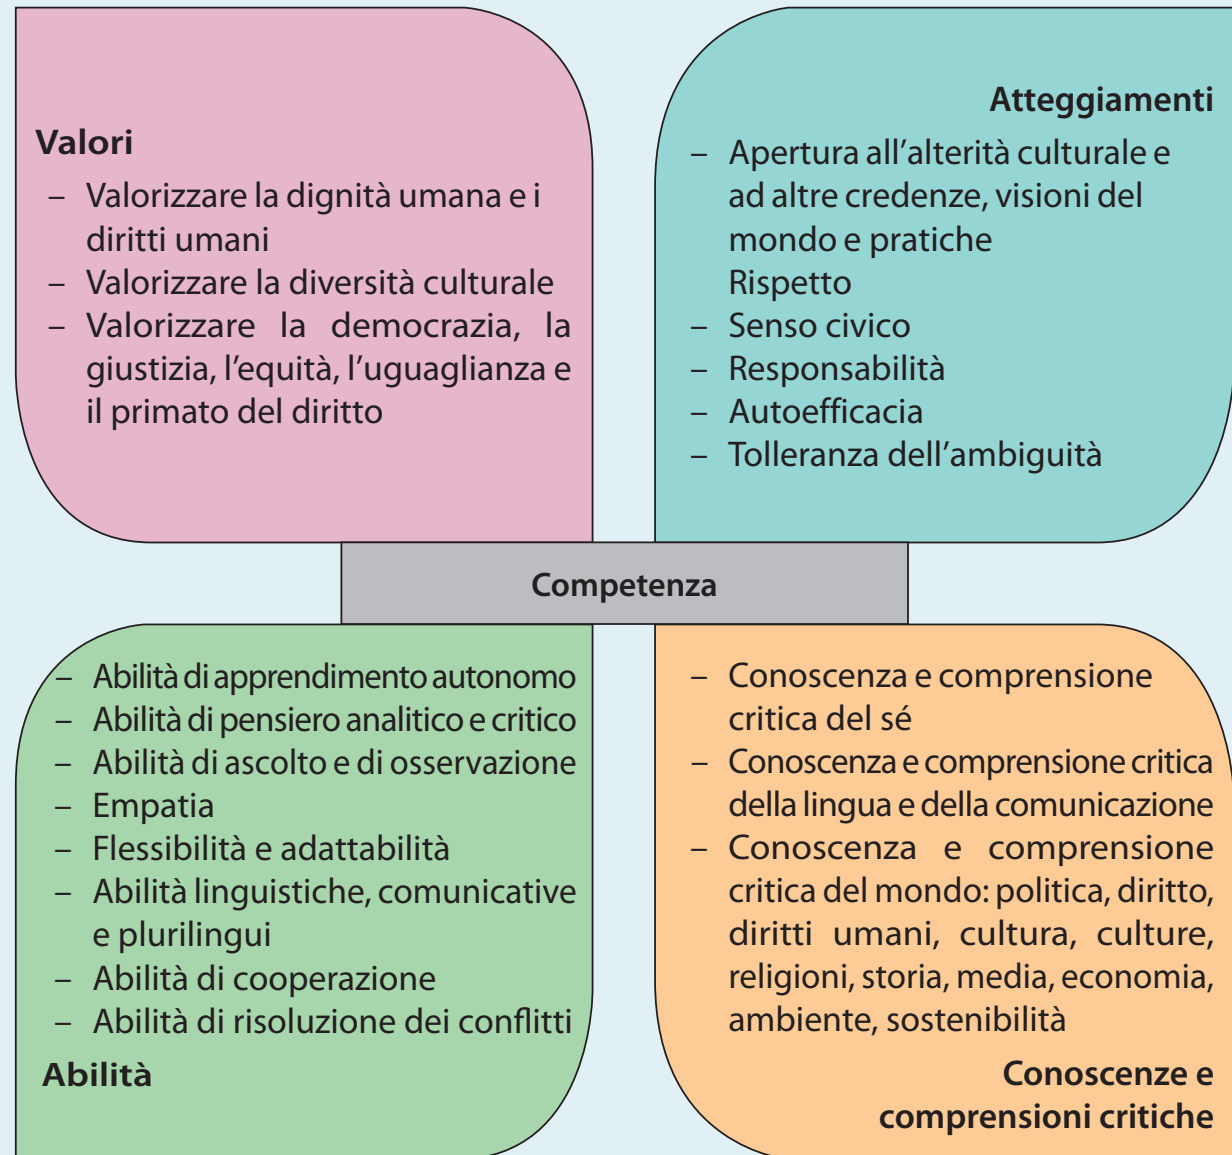 Valori
– Valorizzare la dignità umana e i
diritti umani
– Valorizzare la diversità culturale
– Valorizzare la democrazia, la
giustizia, l'equità, l'uguaglianza e
il primato del diritto
Atteggiamenti
– Apertura all'alterità culturale e
ad altre credenze, visioni del
mondo e pratiche
Rispetto
– Senso civico
– Responsabilità
– Autoefficacia
– Tolleranza dell'ambiguità
Competenza
– Abilità di apprendimento autonomo
– Abilità di pensiero analitico e critico
– Abilità di ascolto e di osservazione
– Empatia
– Flessibilità e adattabilità
– Abilità linguistiche, comunicative
e plurilingui
– Abilità di cooperazione
– Abilità di risoluzione dei conflitti
Abilità
– Conoscenza e comprensione
critica del sé
– Conoscenza e comprensione critica
della lingua e della comunicazione
– Conoscenza e comprensione
critica del mondo: politica, diritto,
diritti umani, cultura, culture,
religioni, storia, media, economia,
ambiente, sostenibilità
Conoscenze e
comprensioni critiche